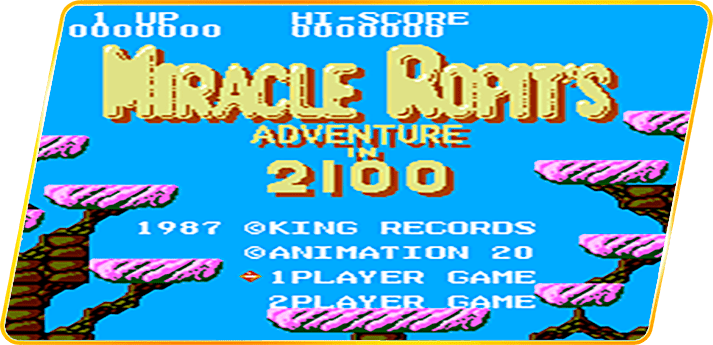 1 UP HI-SCORE
0000000 0000000
MIRACLE ROPIT'S
ADVENTURE
IN
2100
1987 ©KING RECORDS
©ANIMATION 20
1PLAYER GAME
2PLAYER GAME